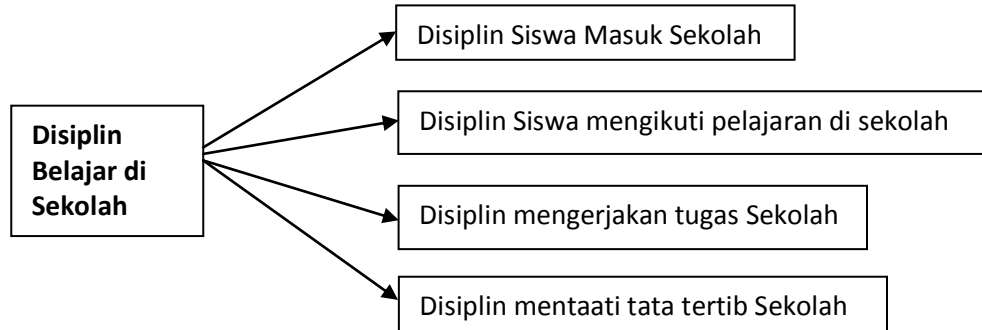 Disiplin
Belajar di
Sekolah
Disiplin Siswa Masuk Sekolah
Disiplin Siswa mengikuti pelajaran di sekolah
Disiplin mengerjakan tugas Sekolah
Disiplin mentaati tata tertib Sekolah